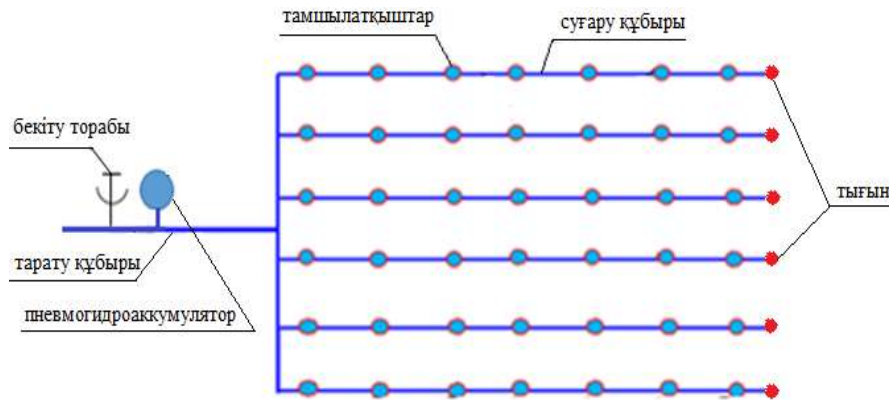 тамшылатқыштар
суғару құбыры
бекіту торабы
тығын
тарату құбыры
пневмогидроаккумулятор